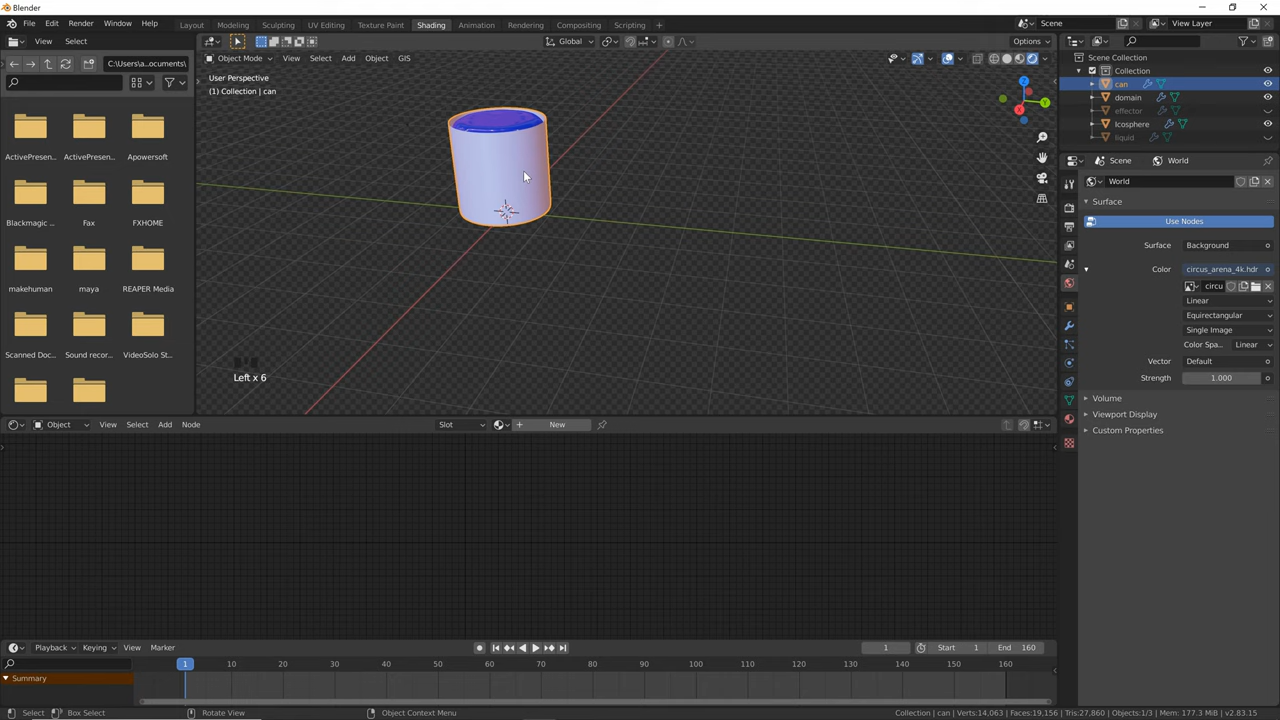 Blender
File Edit Render Window Help Layout Modeling Sculpting UV Editing Texture Paint Shading Animation Rendering Compositing Scripting + Scene View Layer
View Select Global Options
C:\Users\a..ocuments\ Object Mode View Select Add Object GIS
User Perspective
(1) Collection | can
ActivePresen... ActivePresen... Apowersoft
Blackmagic ... Fax FXHOME
makehuman maya REAPER Media
Scanned Doc... Sound recor... VideoSolo St...
Left x 6
X Y Z
Scene Collection
Collection
can
domain
effector
Icosphere
liquid
Scene World
World
Surface
Use Nodes
Surface Background
Color circus_arena_4k.hdr
circu
Linear
Equirectangular
Single Image
Color Spa... Linear
Vector Default
Strength 1.000
Volume
Viewport Display
Custom Properties
Object View Select Add Node Slot + New
Playback Keying View Marker 1 Start 1 End 160
1 10 20 30 40 50 60 70 80 90 100 110 120 130 140 150 160
Summary
Select Box Select Rotate View Object Context Menu Collection | can | Verts:14,063 | Faces:19,156 | Tris:27,860 | Objects:1/3 | Mem: 177.3 MiB | v2.83.15